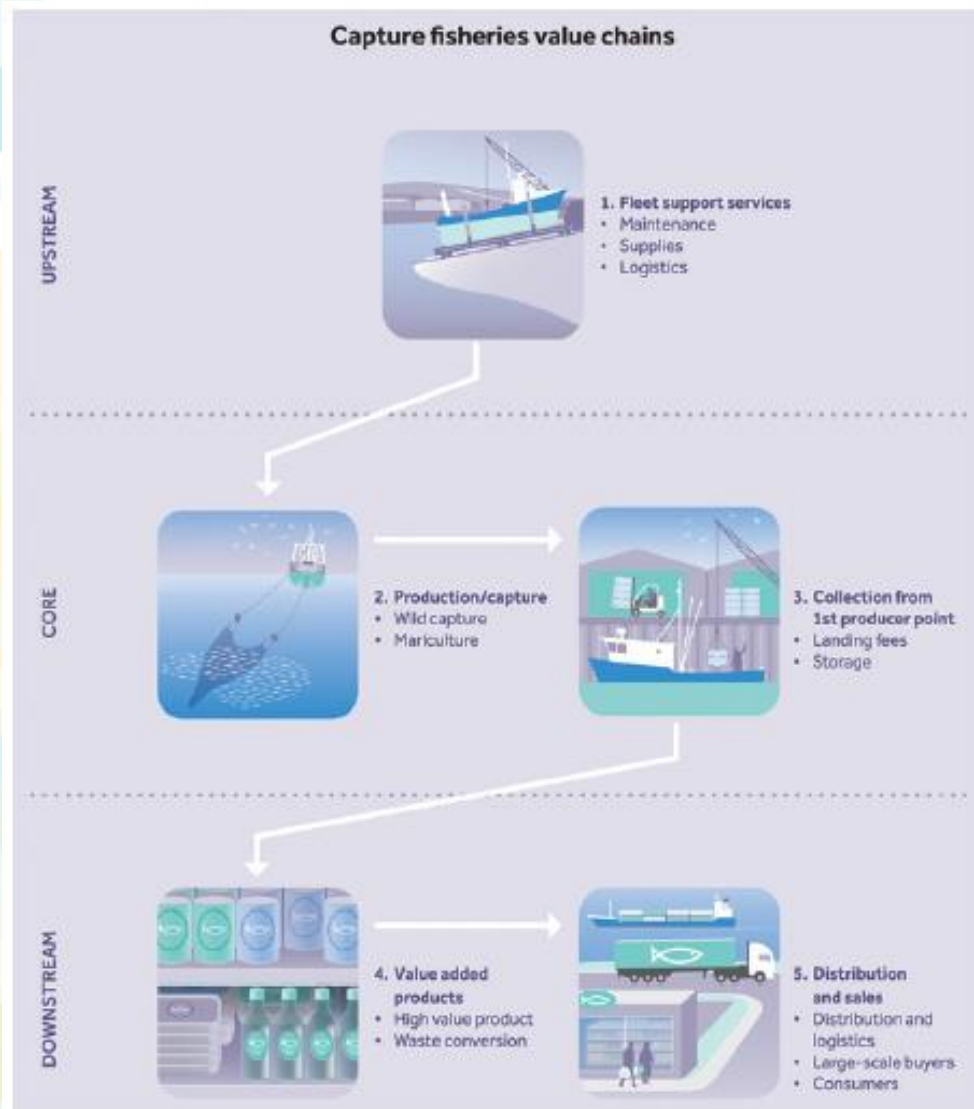 Capture fisheries value chains
UPSTREAM
1. Fleet support services
• Maintenance
• Supplies
• Logistics
CORE
2. Production/capture
• Wild capture
• Mariculture
3. Collection from
1st producer point
• Landing fees
• Storage
DOWNSTREAM
4. Value added
products
• High value product
• Waste conversion
5. Distribution
and sales
• Distribution and
logistics
• Large-scale buyers
• Consumers